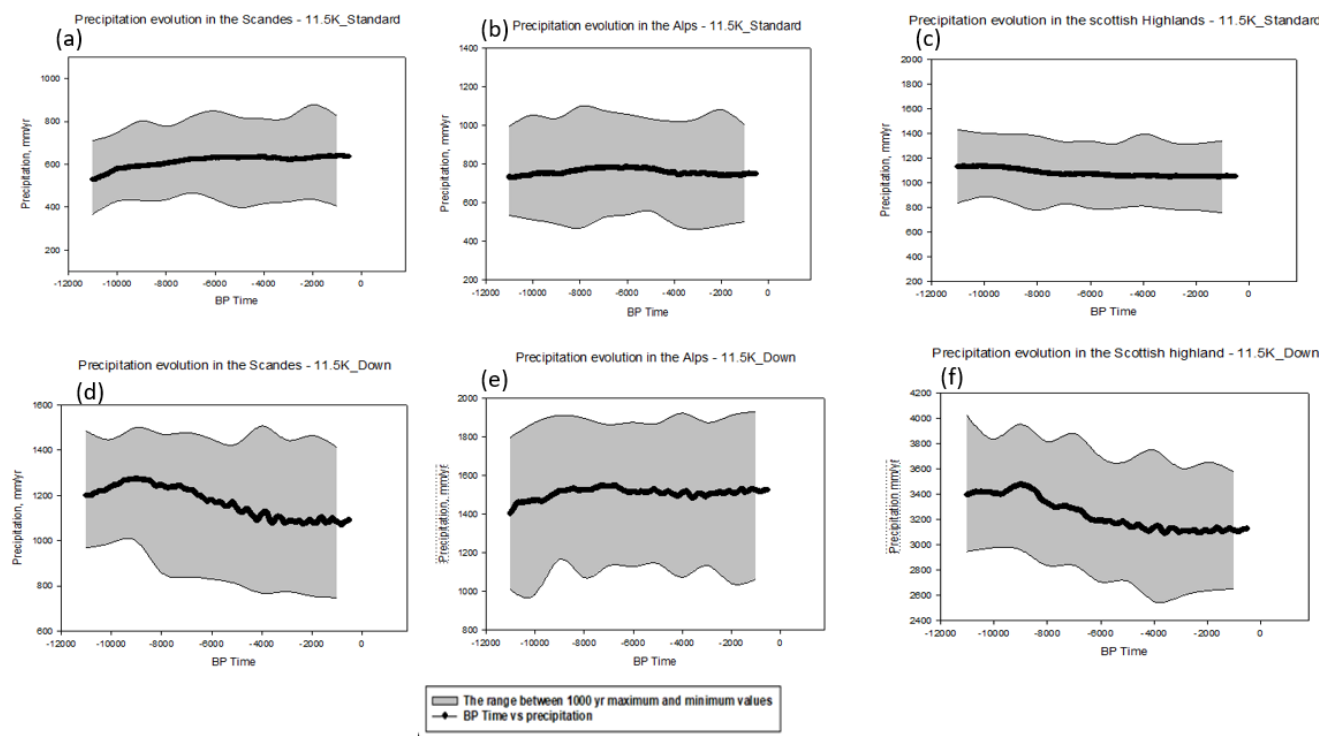 Precipitation evolution in the Scandes - 11.5K_Standard
(a)
Precipitation, mm/yr
1000
800
600
400
200
-12000 -10000 -8000 -6000 -4000 -2000 0
BP Time
Precipitation evolution in the Alps - 11.5K_Standard
(b)
Precipitation, mm/yr
1400
1200
1000
800
600
400
200
-12000 -10000 -8000 -6000 -4000 -2000 0
BP Time
Precipitation evolution in the scottish Highlands - 11.5K_Standard
(c)
Precipitation, mm/yr
2000
1800
1600
1400
1200
1000
800
600
400
200
-12000 -10000 -8000 -6000 -4000 -2000 0
BP Time
Precipitation evolution in the Scandes - 11.5K_Down
(d)
Precipitation, mm/yr
1600
1400
1200
1000
800
600
-12000 -10000 -8000 -6000 -4000 -2000 0
BP Time
Precipitation evolution in the Alps - 11.5K_Down
(e)
Precipitation, mm/yr
2000
1800
1600
1400
1200
1000
800
-12000 -10000 -8000 -6000 -4000 -2000 0
BP Time
Precipitation evolution in the Scottish highland - 11.5K_Down
(f)
Precipitation mm/yr
4200
4000
3800
3600
3400
3200
3000
2800
2600
2400
-12000 -10000 -8000 -6000 -4000 -2000 0
BP Time
The range between 1000 yr maximum and minimum values
BP Time vs precipitation